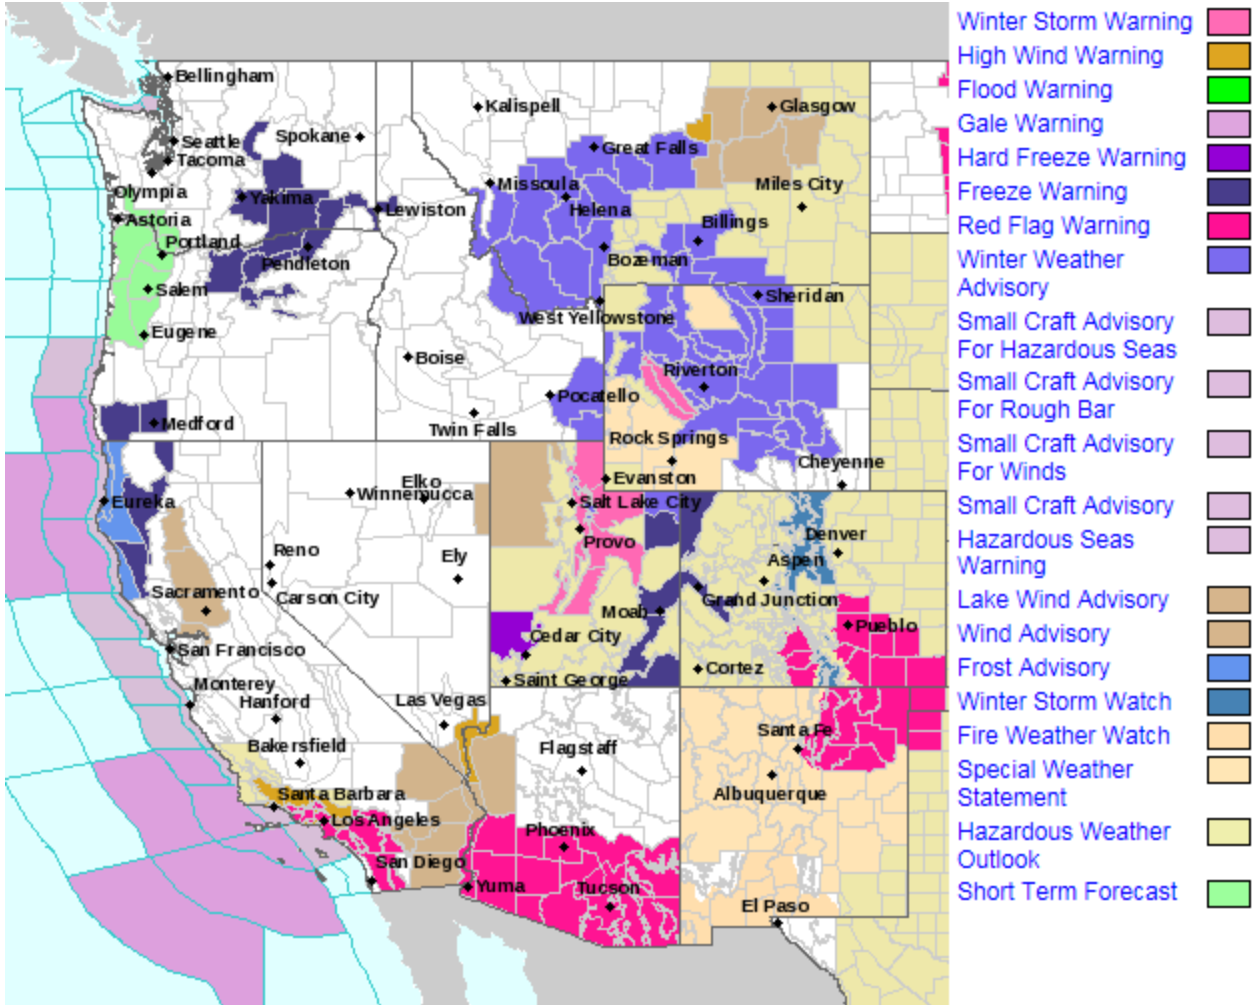 Bellingham
Seattle
Tacoma
Spokane
Olympia
Yakima
Lewiston
Astoria
Portland
Pendleton
Salem
Eugene
Medford
Kalispell
Glasgow
Great Falls
Missoula
Helena
Miles City
Billings
Bozeman
West Yellowstone
Sheridan
Boise
Riverton
Pocatello
Twin Falls
Rock Springs
Cheyenne
Evanston
Eureka
Elko
Winnemucca
Salt Lake City
Provo
Denver
Aspen
Reno
Ely
Sacramento
Carson City
Moab
Grand Junction
Cedar City
Pueblo
San Francisco
Cortez
Saint George
Monterey
Hanford
Las Vegas
Bakersfield
Flagstaff
Santa Fe
Santa Barbara
Albuquerque
Los Angeles
Phoenix
San Diego
Yuma
Tucson
El Paso
Winter Storm Warning
High Wind Warning
Flood Warning
Gale Warning
Hard Freeze Warning
Freeze Warning
Red Flag Warning
Winter Weather
Advisory
Small Craft Advisory
For Hazardous Seas
Small Craft Advisory
For Rough Bar
Small Craft Advisory
For Winds
Small Craft Advisory
Hazardous Seas
Warning
Lake Wind Advisory
Wind Advisory
Frost Advisory
Winter Storm Watch
Fire Weather Watch
Special Weather
Statement
Hazardous Weather
Outlook
Short Term Forecast